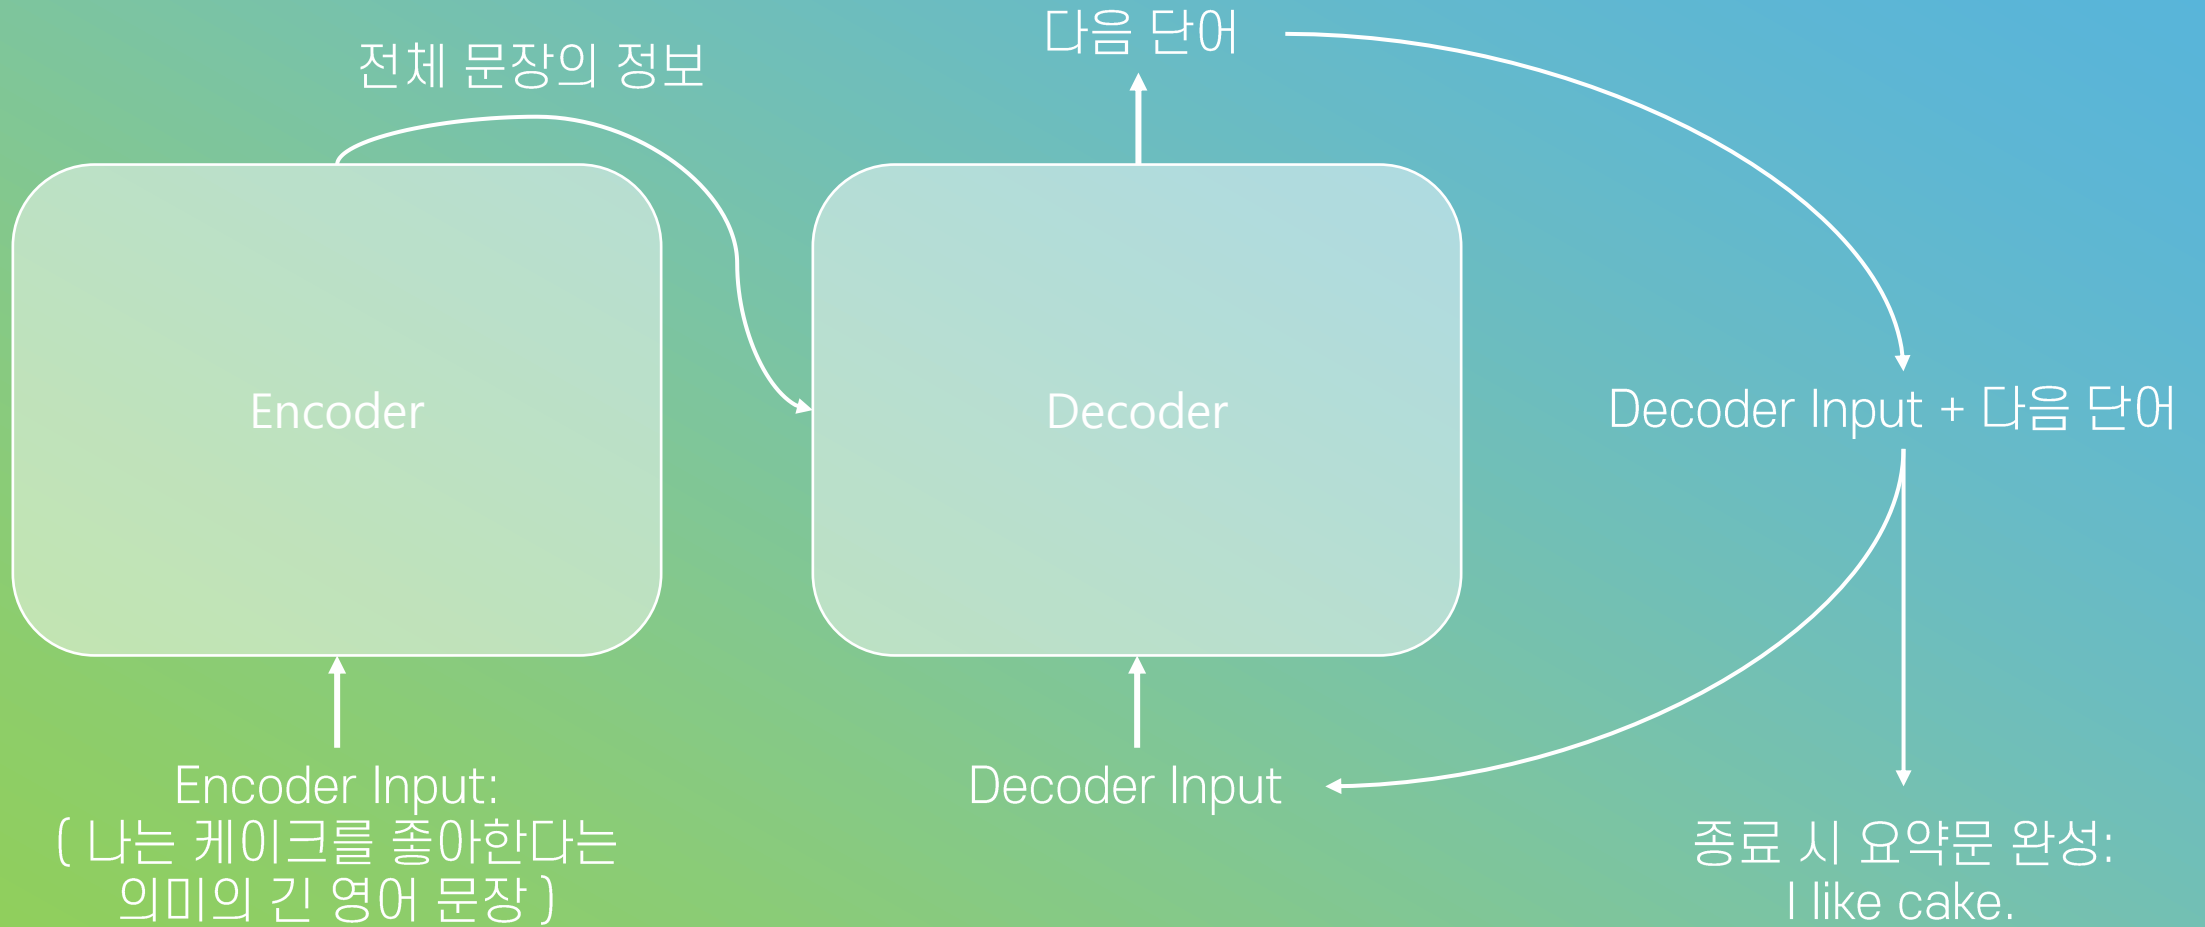 전체 문장의 정보
다음 단어
Encoder
Decoder
Decoder Input + 다음 단어
Encoder Input:
( 나는 케이크를 좋아한다는
의미의 긴 영어 문장 )
Decoder Input
종료 시 요약문 완성:
I like cake.